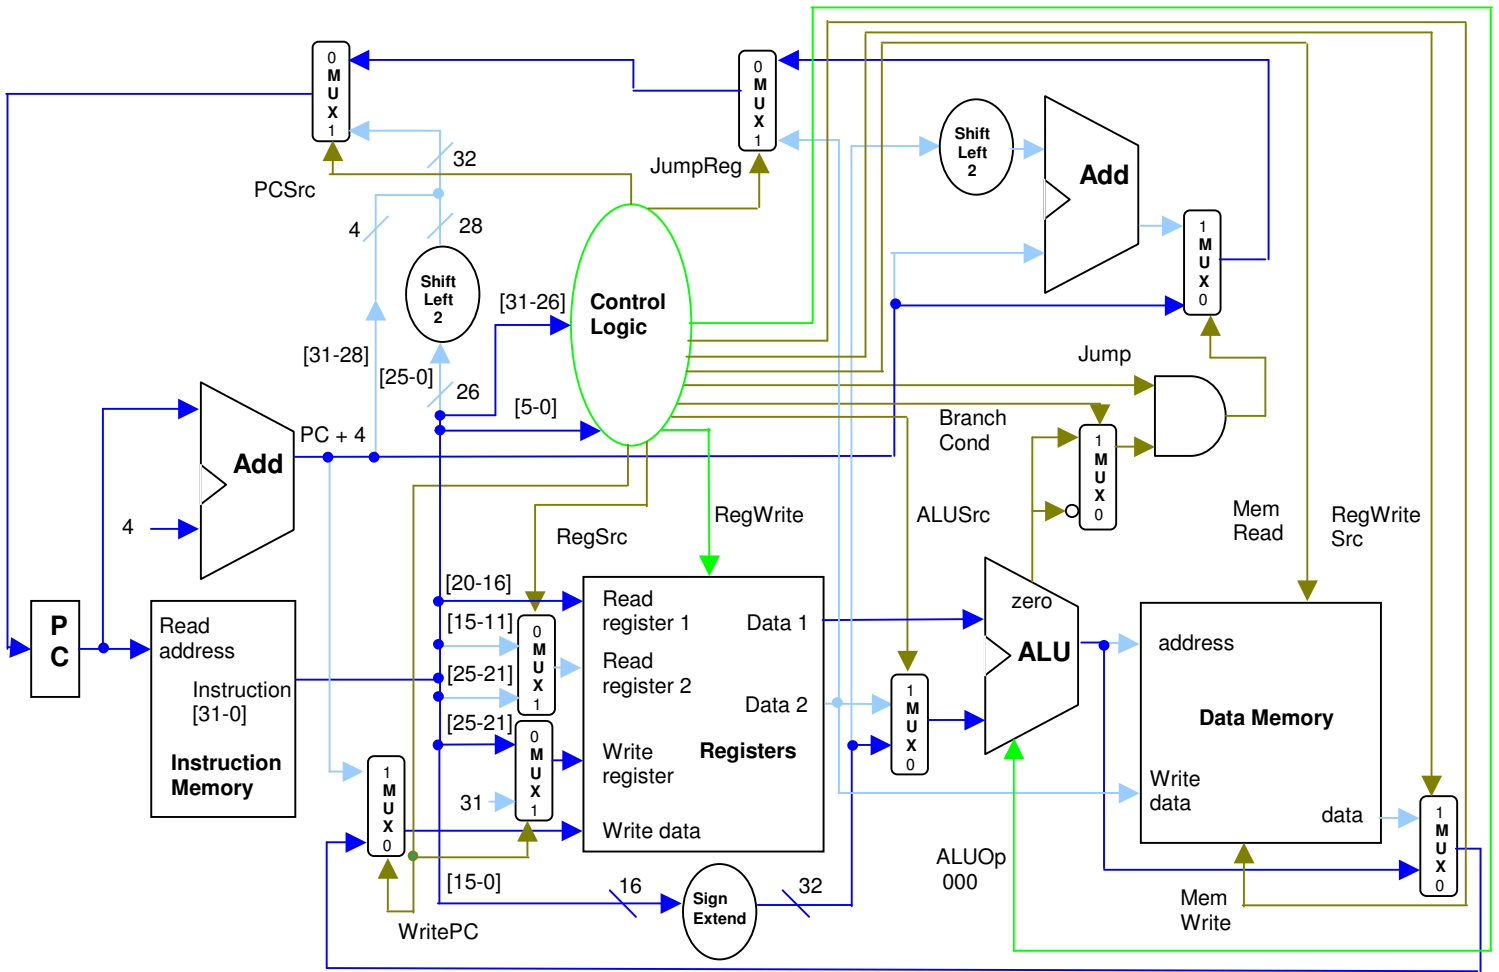 0
M
U
X
1
PCSrc
32
4
28
Shift
Left
2
[31-28]
[25-0]
26
[31-26]
[5-0]
Control
Logic
JumpReg
0
M
U
X
1
Shift
Left
2
Add
1
M
U
X
0
Jump
Branch
Cond
1
M
U
X
0
PC + 4
Add
4
RegSrc
RegWrite
ALUSrc
Mem
Read
RegWrite
Src
P
C
Read
address
Instruction
[31-0]
Instruction
Memory
[20-16]
[15-11]
[25-21]
[25-21]
31
[15-0]
0
M
U
X
1
0
M
U
X
1
1
M
U
X
0
WritePC
Read
register 1
Data 1
Read
register 2
Data 2
Registers
Write
register
Write data
16
Sign
Extend
32
1
M
U
X
0
zero
ALU
ALUOp
000
address
Data Memory
Write
data
data
Mem
Write
1
M
U
X
0